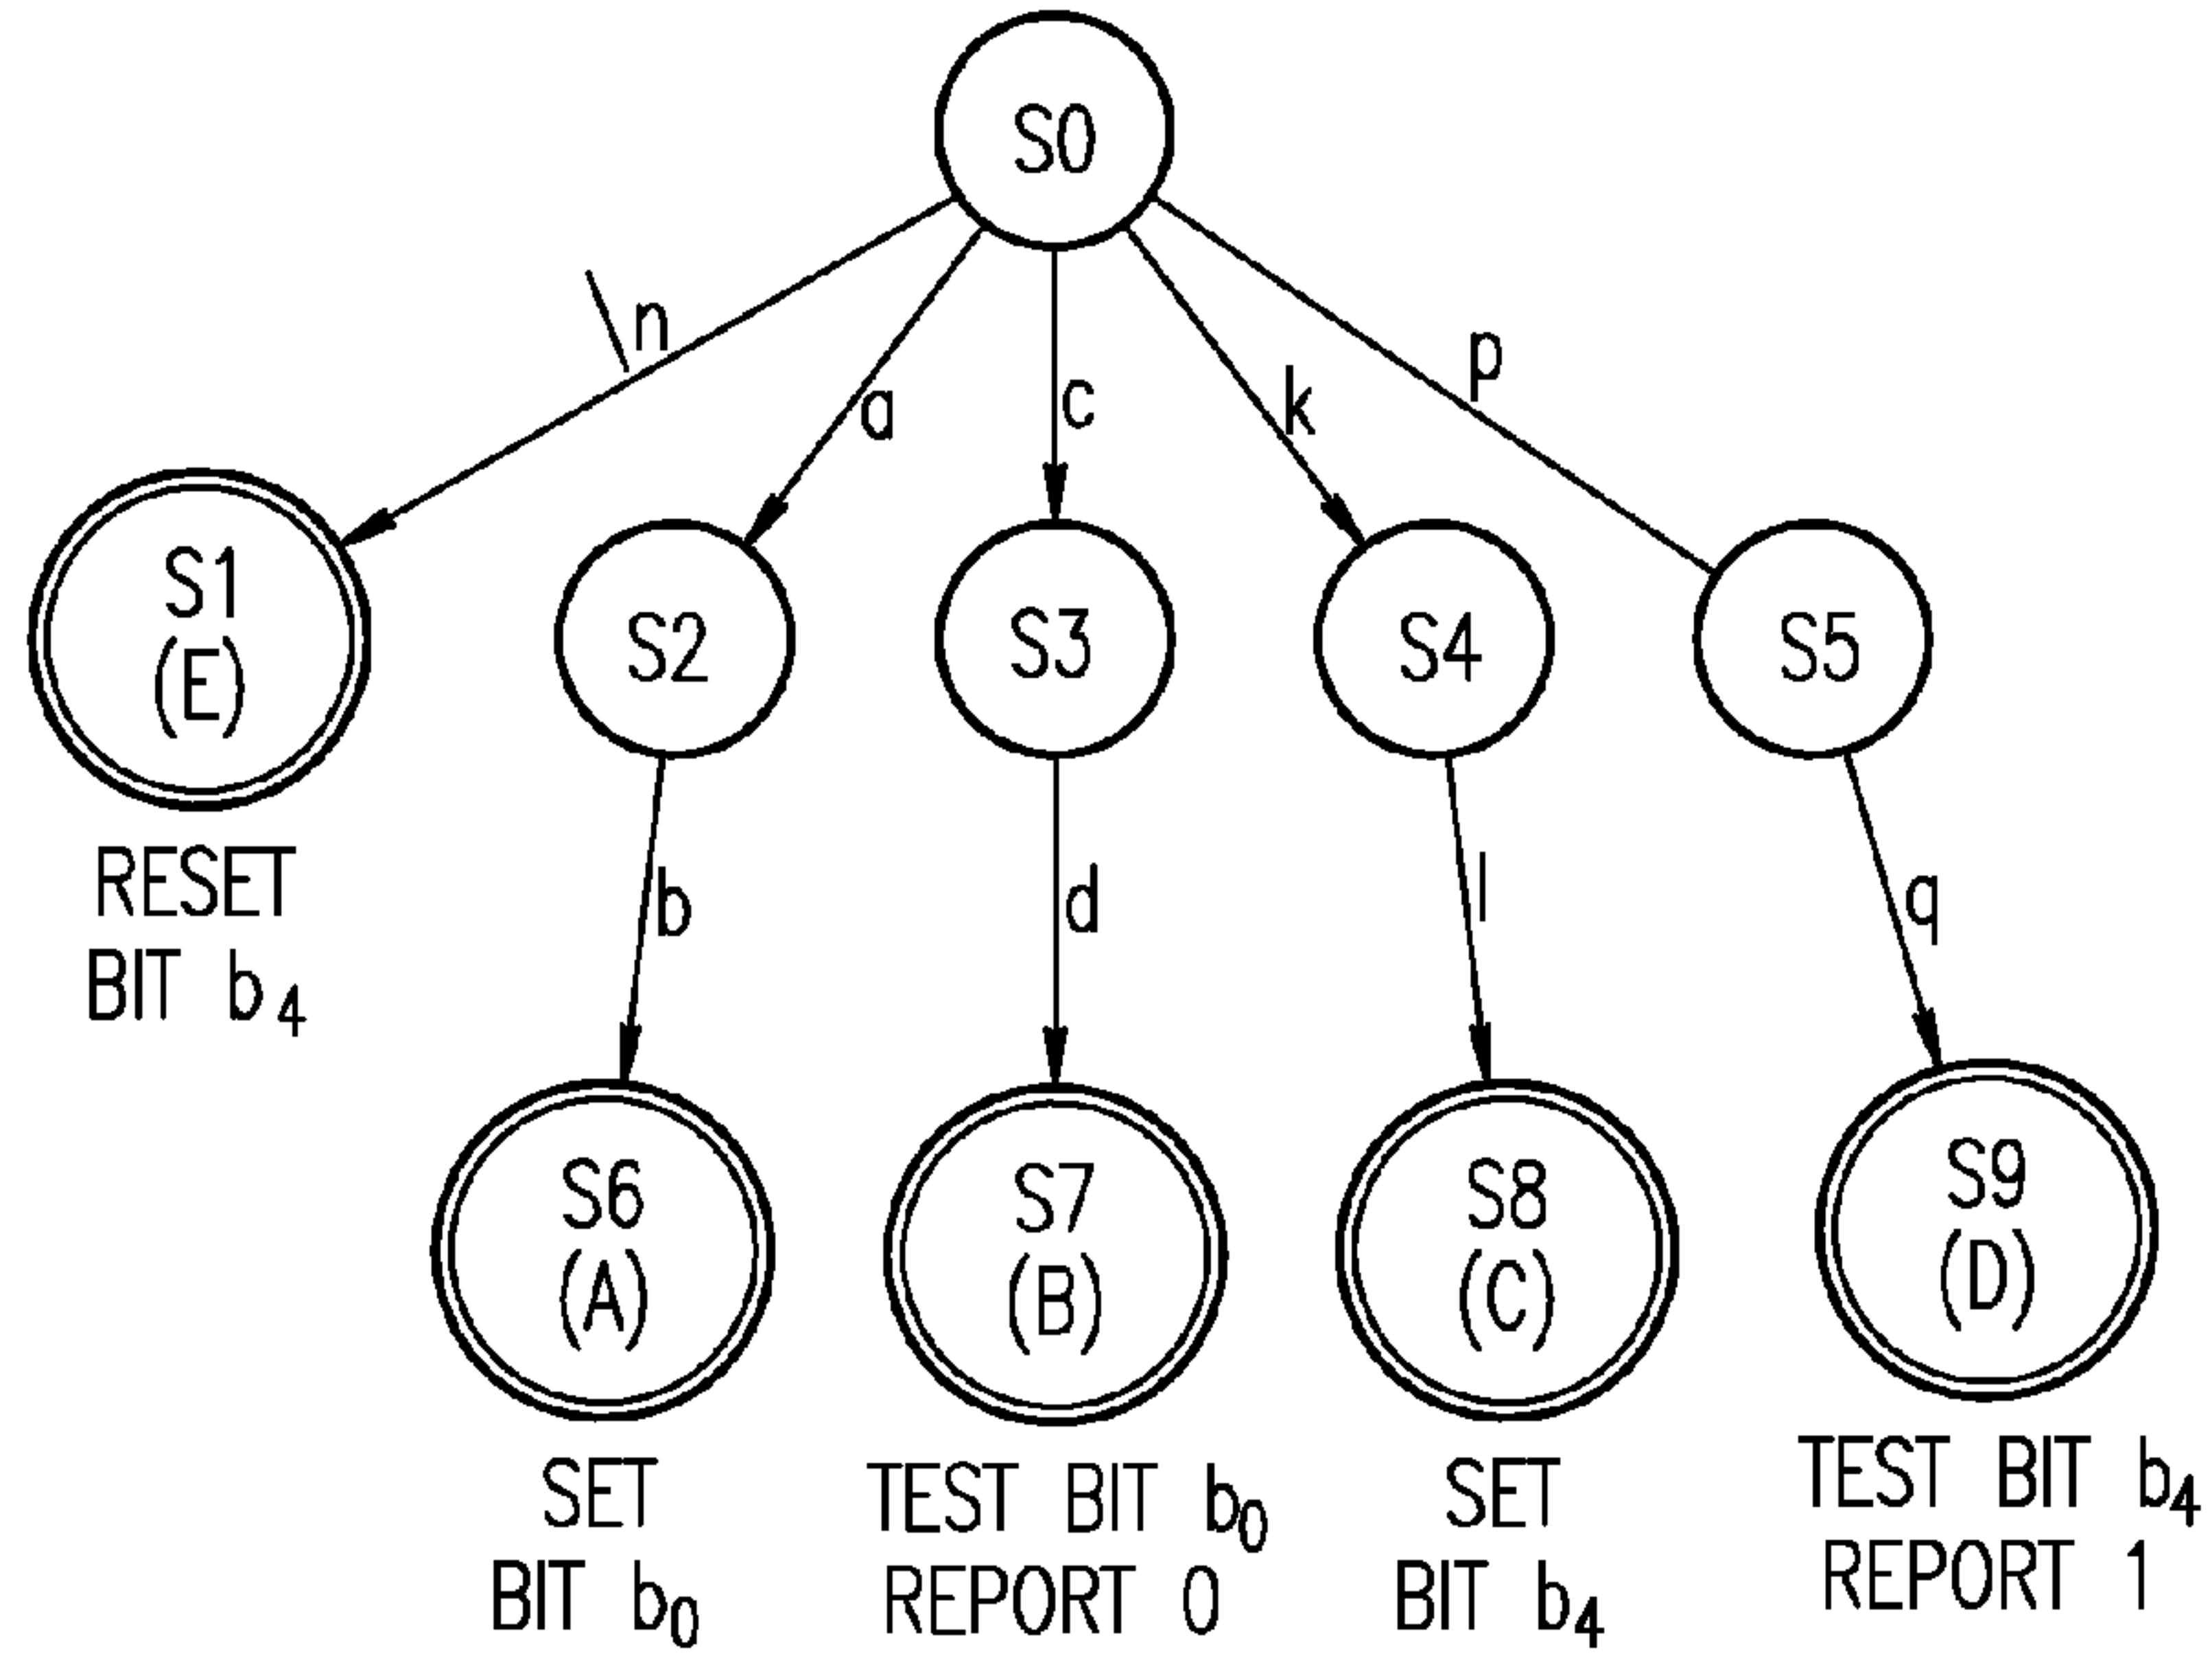 S0
\n
a
c
k
p
S1
(E)
S2
S3
S4
S5
RESET
BIT b₄
b
d
l
q
S6
(A)
S7
(B)
S8
(C)
S9
(D)
SET
BIT b₀
TEST BIT b₀
REPORT 0
SET
BIT b₄
TEST BIT b₄
REPORT 1